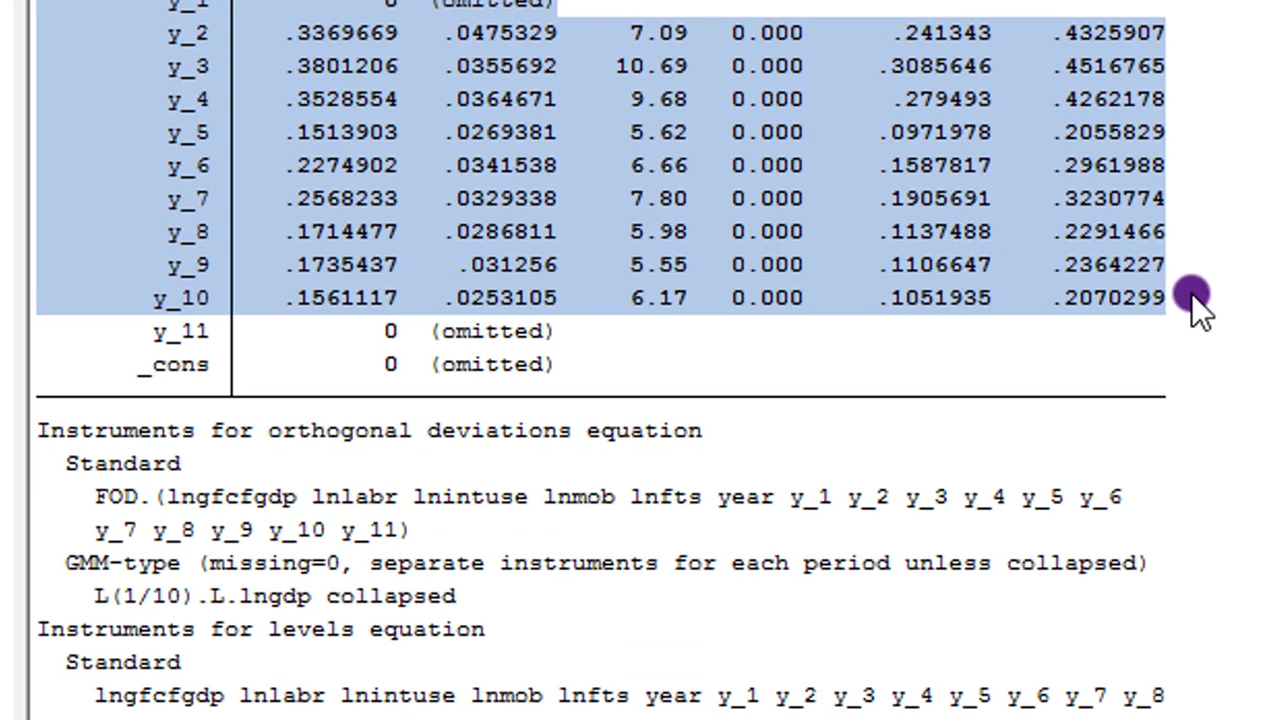 y_1 0 (omitted)
y_2 .3369669 .0475329 7.09 0.000 .241343 .4325907
y_3 .3801206 .0355692 10.69 0.000 .3085646 .4516765
y_4 .3528554 .0364671 9.68 0.000 .279493 .4262178
y_5 .1513903 .0269381 5.62 0.000 .0971978 .2055829
y_6 .2274902 .0341538 6.66 0.000 .1587817 .2961988
y_7 .2568233 .0329338 7.80 0.000 .1905691 .3230774
y_8 .1714477 .0286811 5.98 0.000 .1137488 .2291466
y_9 .1735437 .031256 5.55 0.000 .1106647 .2364227
y_10 .1561117 .0253105 6.17 0.000 .1051935 .2070299
y_11 0 (omitted)
_cons 0 (omitted)
Instruments for orthogonal deviations equation
Standard
FOD.(lngfcfgdp lnlabr lnintuse lnmob lnfts year y_1 y_2 y_3 y_4 y_5 y_6
y_7 y_8 y_9 y_10 y_11)
GMM-type (missing=0, separate instruments for each period unless collapsed)
L(1/10).L.lngdp collapsed
Instruments for levels equation
Standard
lngfcfgdp lnlabr lnintuse lnmob lnfts year y_1 y_2 y_3 y_4 y_5 y_6 y_7 y_8